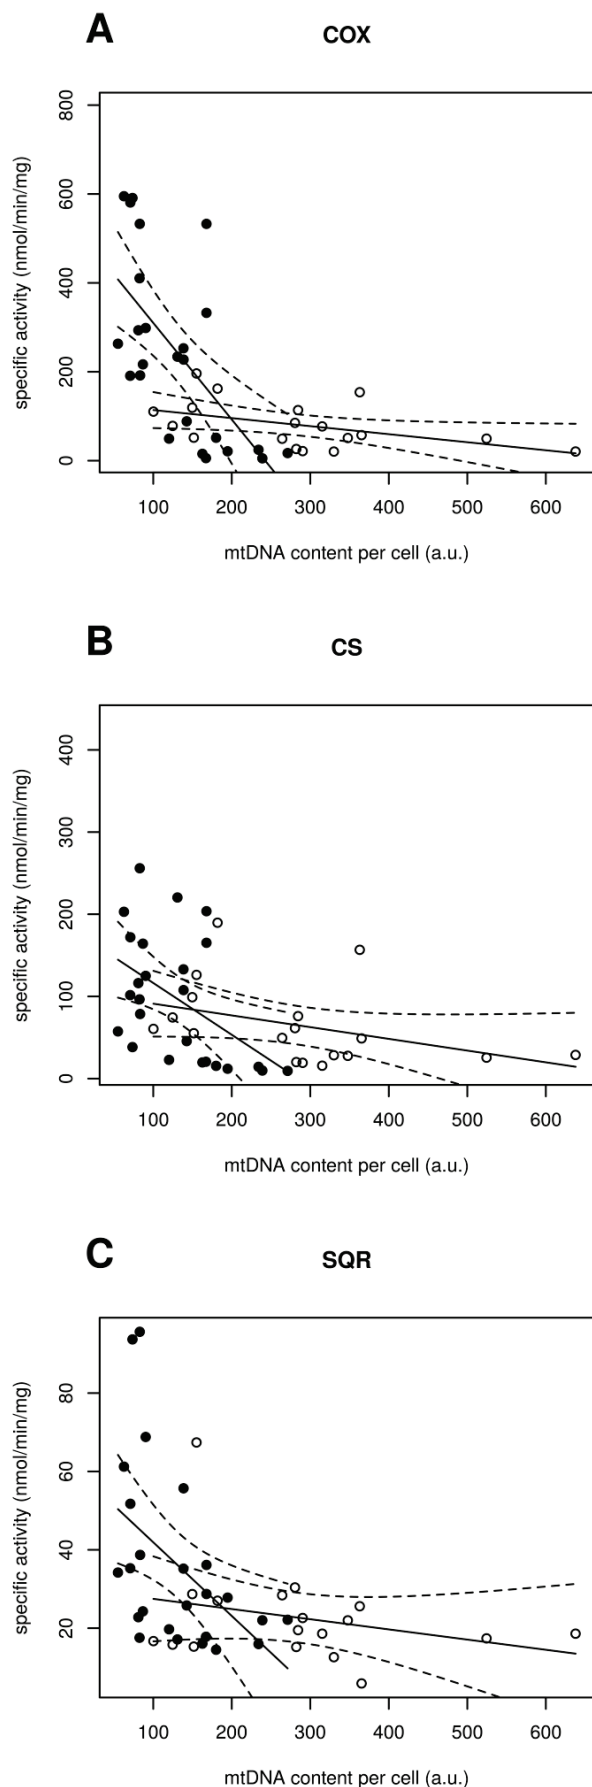 A
COX
specific activity (nmol/min/mg)
800
600
400
200
0
100 200 300 400 500 600
mtDNA content per cell (a.u.)
B
CS
specific activity (nmol/min/mg)
400
300
200
100
0
100 200 300 400 500 600
mtDNA content per cell (a.u.)
C
SQR
specific activity (nmol/min/mg)
80
60
40
20
100 200 300 400 500 600
mtDNA content per cell (a.u.)